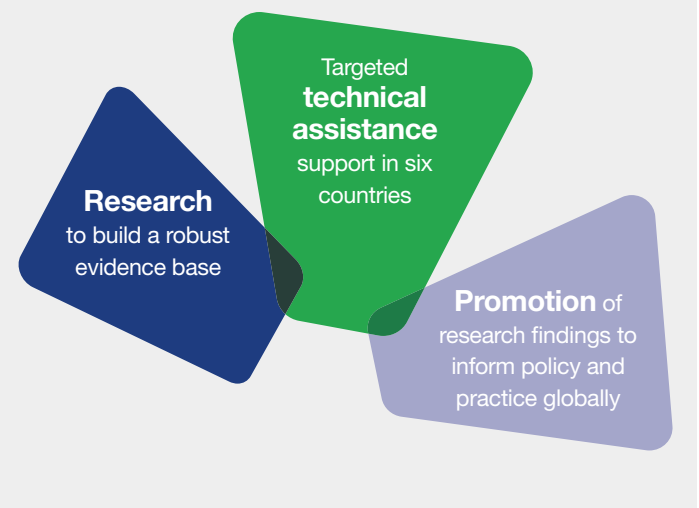 Research
to build a robust
evidence base
Targeted
technical
assistance
support in six
countries
Promotion of
research findings to
inform policy and
practice globally